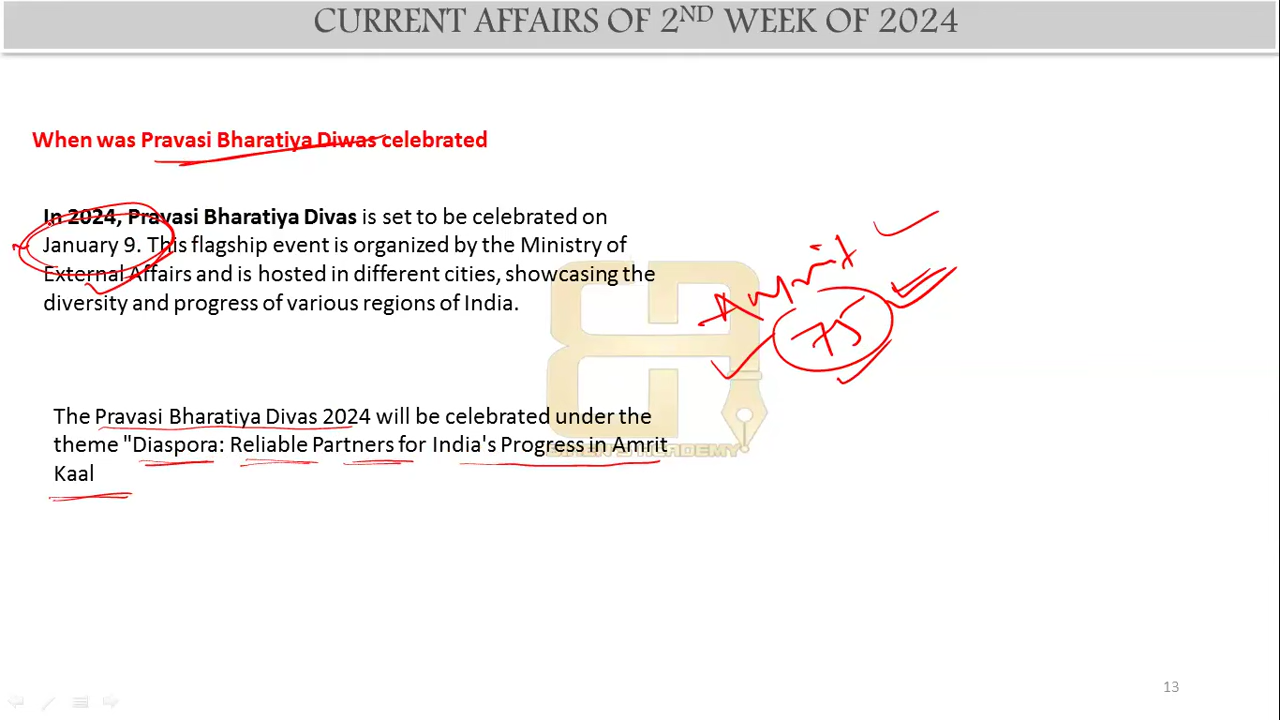 CURRENT AFFAIRS OF 2ND WEEK OF 2024
When was Pravasi Bharatiya Diwas celebrated
In 2024, Pravasi Bharatiya Divas is set to be celebrated on
January 9. This flagship event is organized by the Ministry of
External Affairs and is hosted in different cities, showcasing the
diversity and progress of various regions of India.
Amrit
75
The Pravasi Bharatiya Divas 2024 will be celebrated under the
theme "Diaspora: Reliable Partners for India's Progress in Amrit
Kaal
13